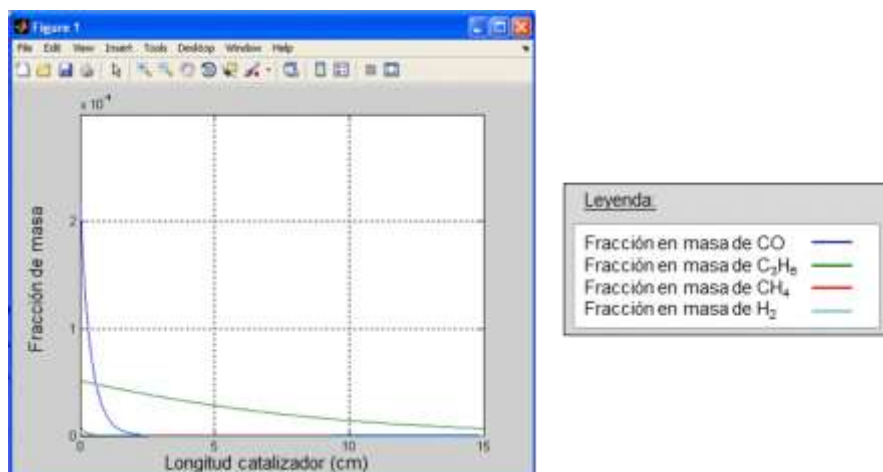 Figure 1
File Edit View Insert Tools Desktop Window Help
x 10⁻⁴
2
1
0
0 5 10 15
Fracción de masa
Longitud catalizador (cm)
Leyenda:
Fracción en masa de CO
Fracción en masa de C₃H₆
Fracción en masa de CH₄
Fracción en masa de H₂